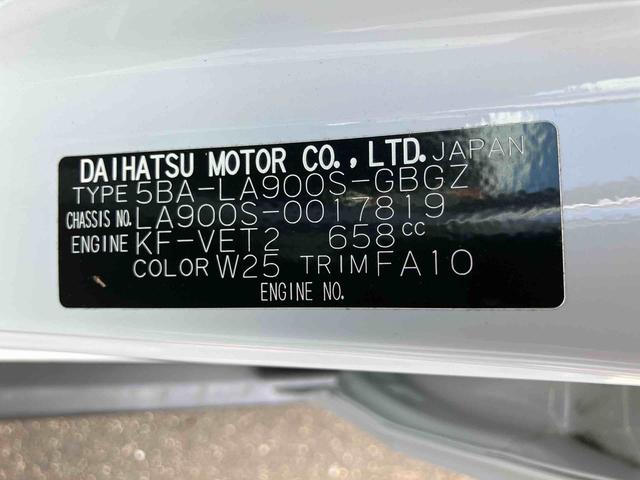 DAIHATSU MOTOR CO., LTD. JAPAN
TYPE 5BA-LA900S-GBGZ
CHASSIS NO. LA900S-0017819
ENGINE KF-VET2 658cc
COLOR W25 TRIM FA10
ENGINE NO.